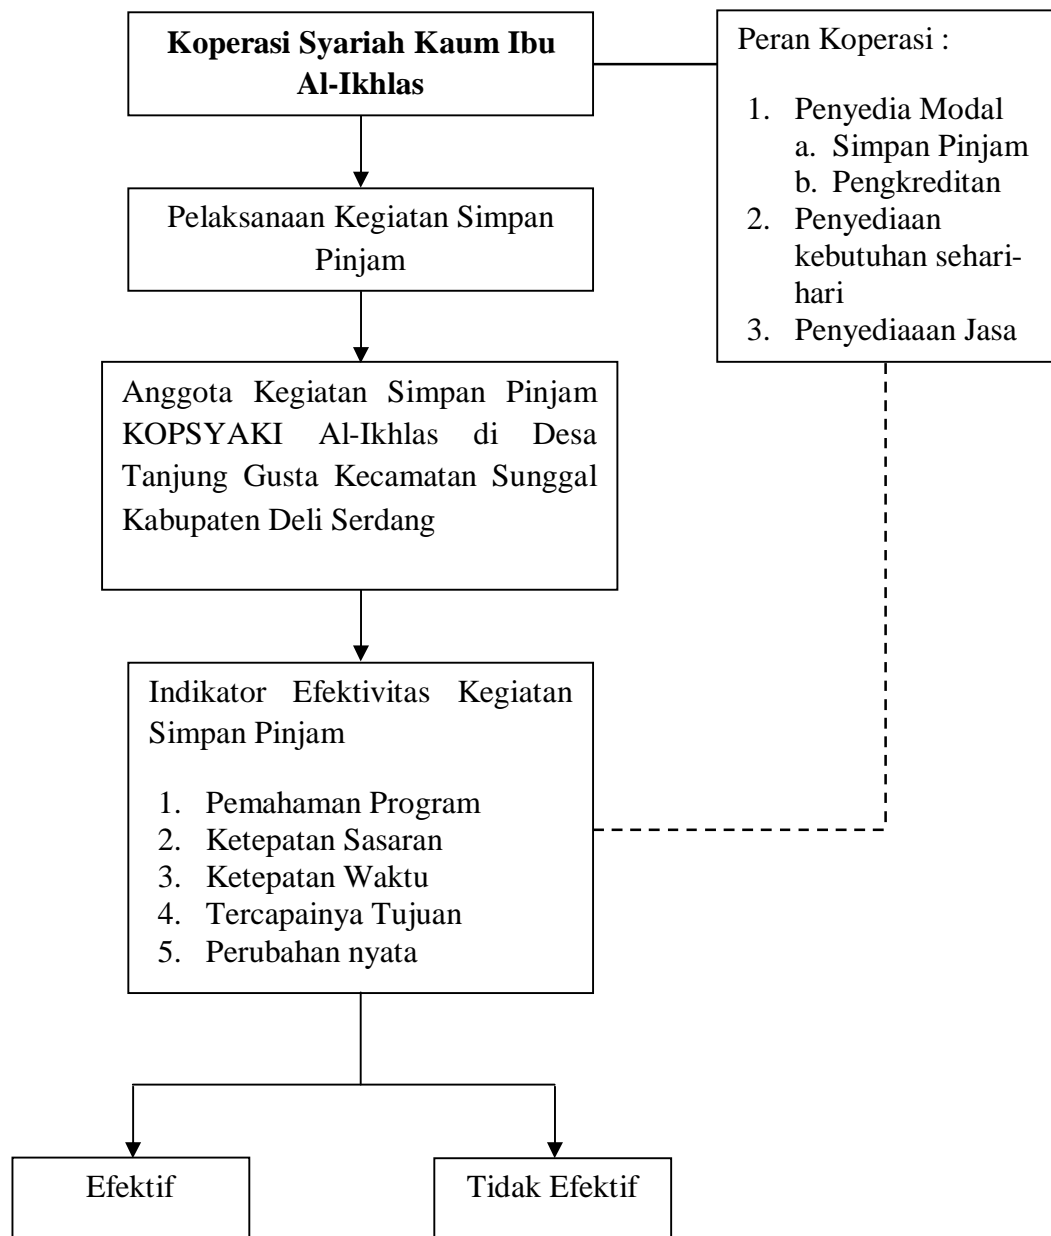 Koperasi Syariah Kaum Ibu
Al-Ikhlas
Peran Koperasi :
1. Penyedia Modal
a. Simpan Pinjam
b. Pengkreditan
2. Penyediaan
kebutuhan sehari-
hari
3. Penyediaaan Jasa
Pelaksanaan Kegiatan Simpan
Pinjam
Anggota Kegiatan Simpan Pinjam
KOPSYAKI Al-Ikhlas di Desa
Tanjung Gusta Kecamatan Sunggal
Kabupaten Deli Serdang
Indikator Efektivitas Kegiatan
Simpan Pinjam
1. Pemahaman Program
2. Ketepatan Sasaran
3. Ketepatan Waktu
4. Tercapainya Tujuan
5. Perubahan nyata
Efektif
Tidak Efektif